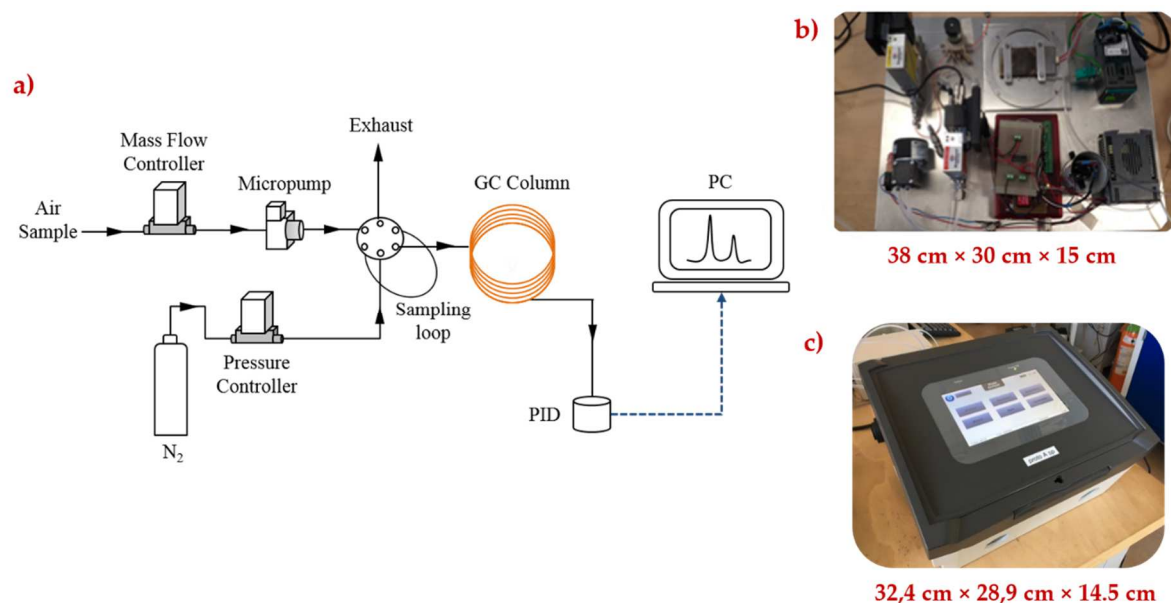 a)
Mass Flow
Controller
Air
Sample
Micropump
Exhaust
GC Column
PC
Sampling
loop
N2
Pressure
Controller
PID
b)
38 cm × 30 cm × 15 cm
c)
32,4 cm × 28,9 cm × 14.5 cm